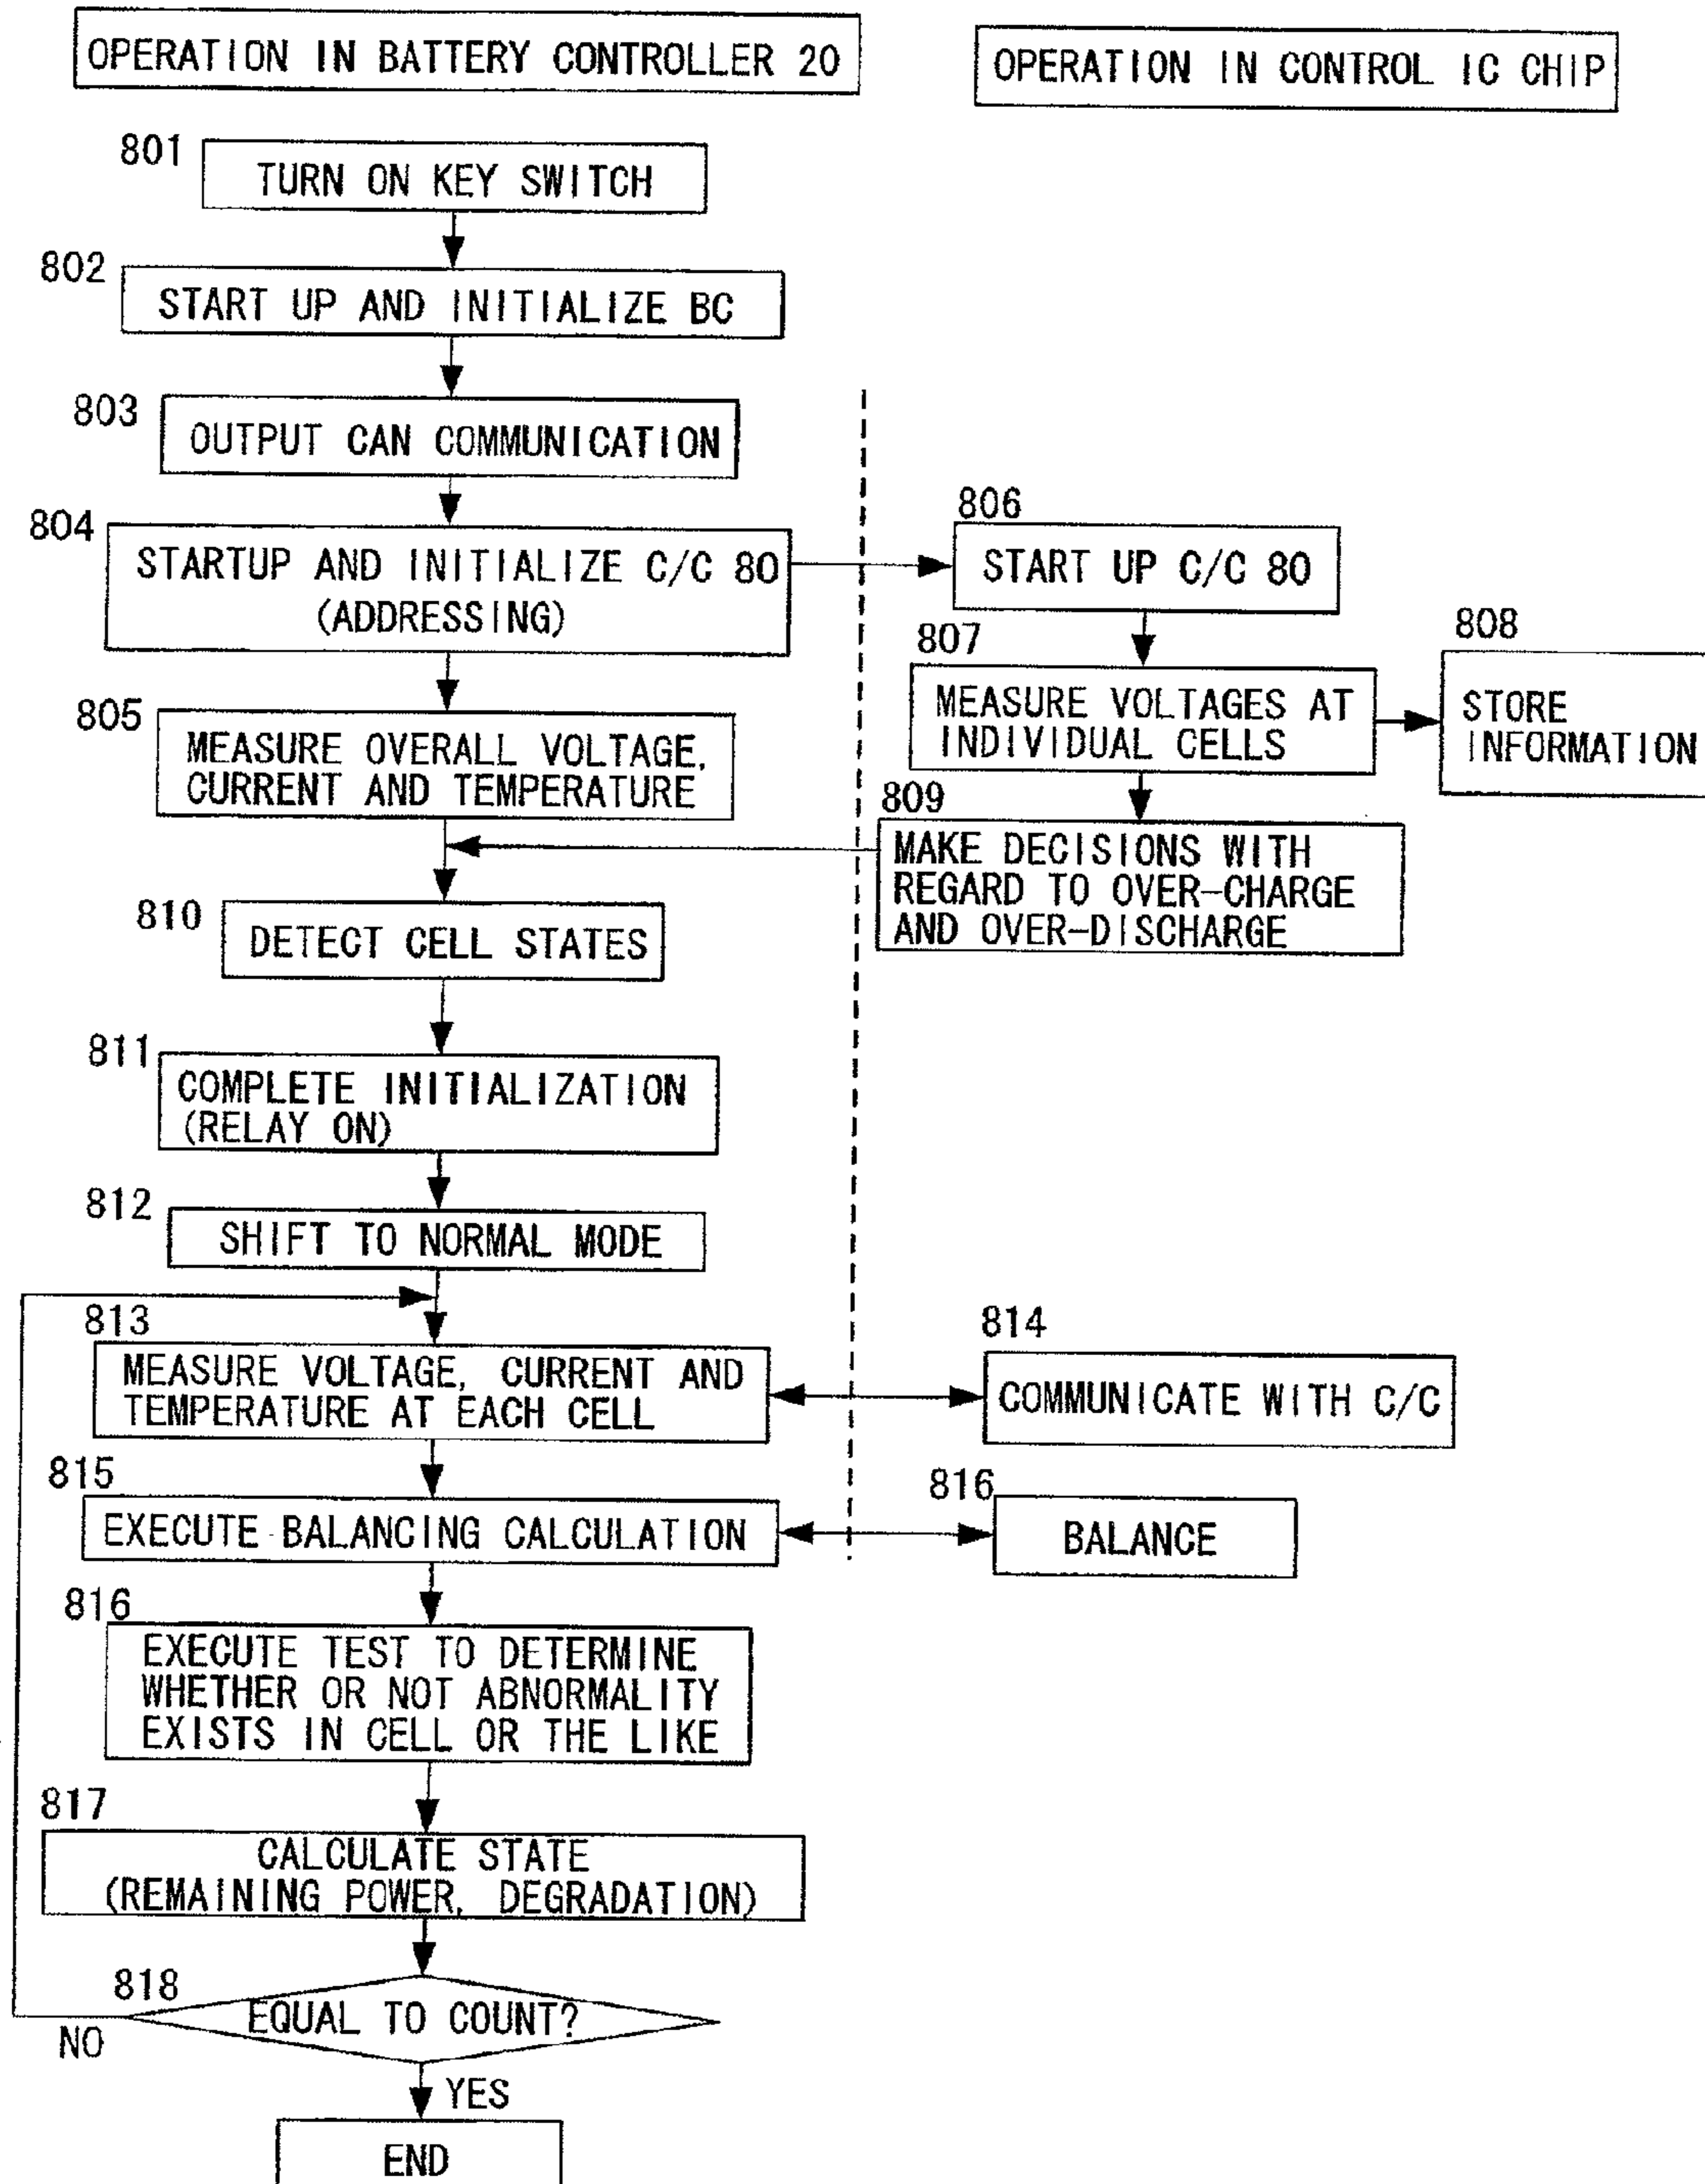 OPERATION IN BATTERY CONTROLLER 20
OPERATION IN CONTROL IC CHIP
801
TURN ON KEY SWITCH
802
START UP AND INITIALIZE BC
803
OUTPUT CAN COMMUNICATION
804
STARTUP AND INITIALIZE C/C 80
(ADDRESSING)
806
START UP C/C 80
807
MEASURE VOLTAGES AT
INDIVIDUAL CELLS
808
STORE
INFORMATION
805
MEASURE OVERALL VOLTAGE,
CURRENT AND TEMPERATURE
809
MAKE DECISIONS WITH
REGARD TO OVER-CHARGE
AND OVER-DISCHARGE
810
DETECT CELL STATES
811
COMPLETE INITIALIZATION
(RELAY ON)
812
SHIFT TO NORMAL MODE
813
MEASURE VOLTAGE, CURRENT AND
TEMPERATURE AT EACH CELL
814
COMMUNICATE WITH C/C
815
EXECUTE BALANCING CALCULATION
816
BALANCE
816
EXECUTE TEST TO DETERMINE
WHETHER OR NOT ABNORMALITY
EXISTS IN CELL OR THE LIKE
817
CALCULATE STATE
(REMAINING POWER, DEGRADATION)
818
EQUAL TO COUNT?
NO
YES
END